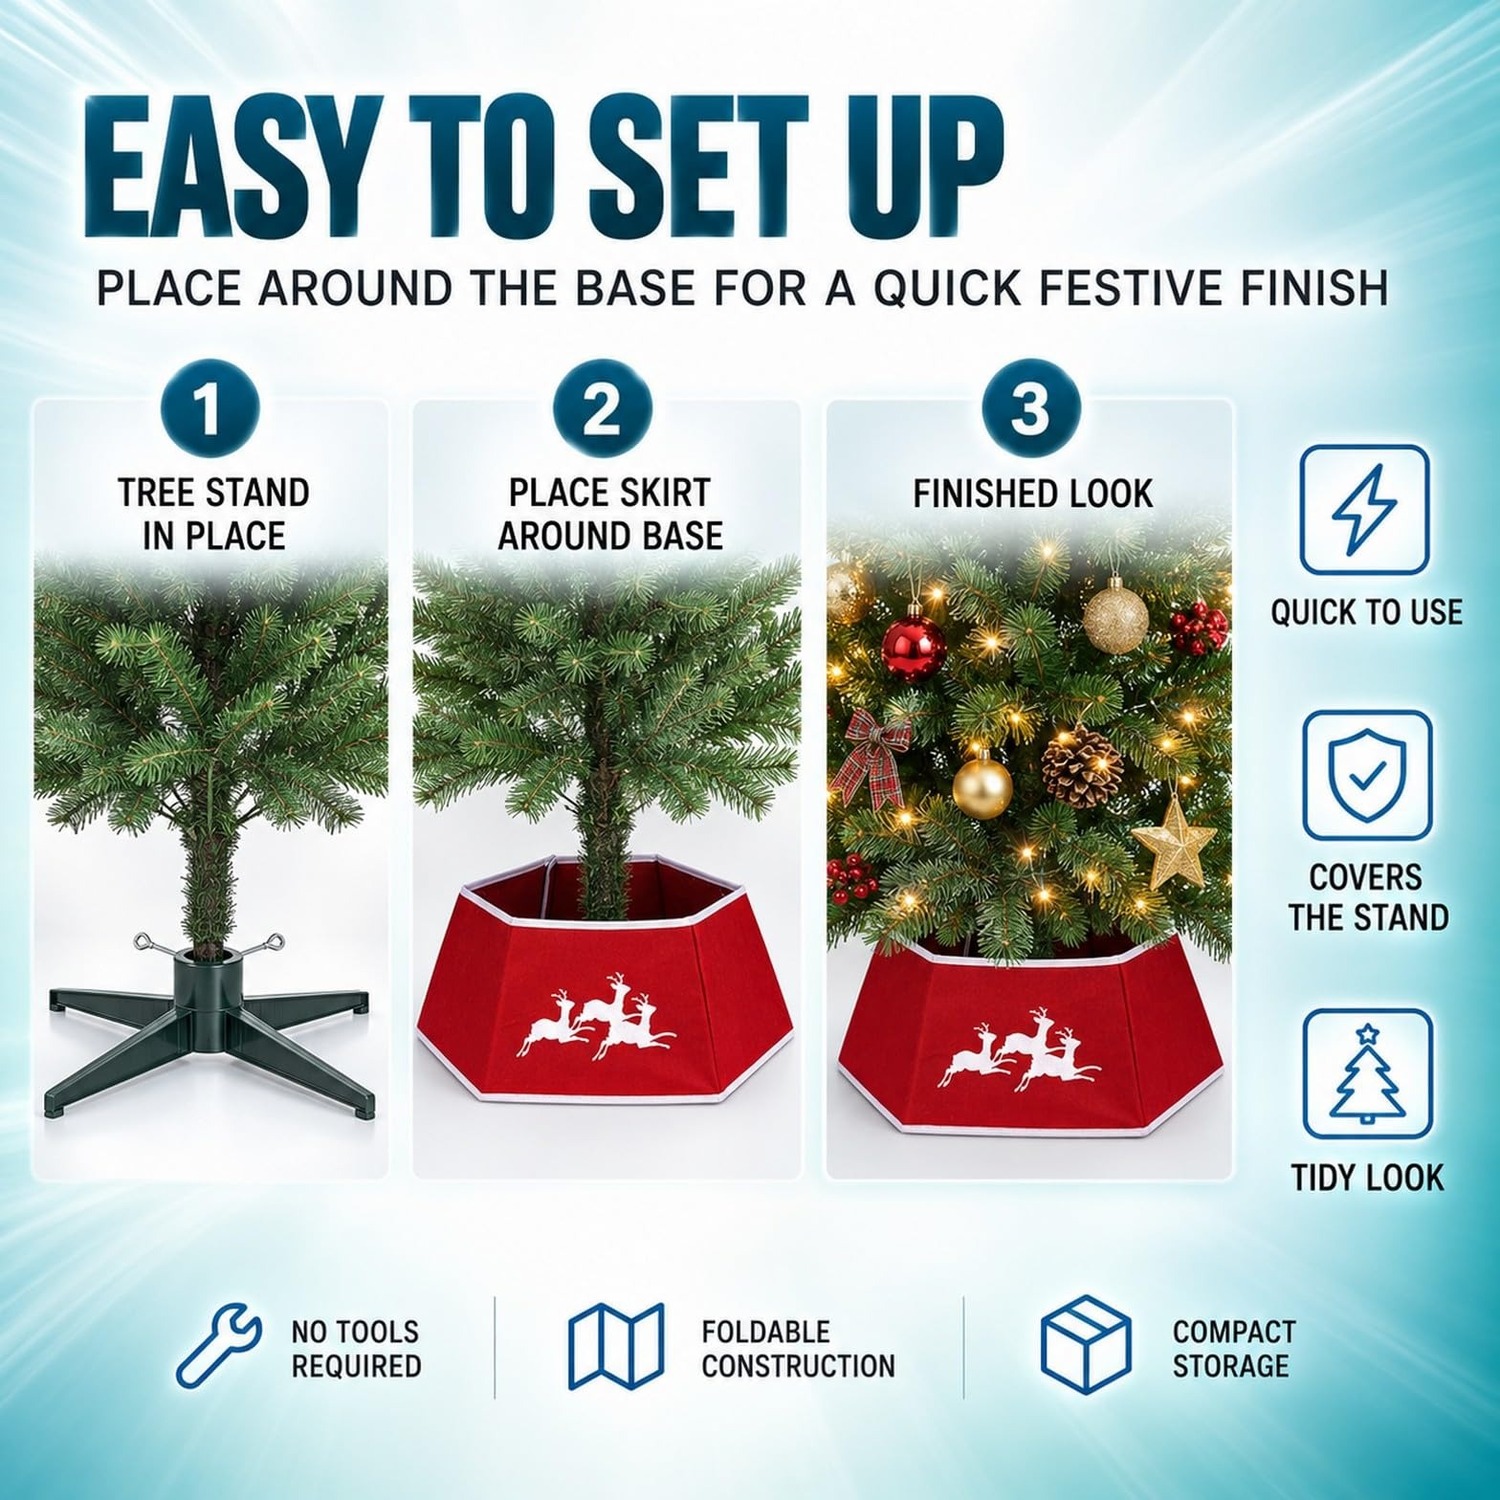 EASY TO SET UP
PLACE AROUND THE BASE FOR A QUICK FESTIVE FINISH
1
TREE STAND
IN PLACE
2
PLACE SKIRT
AROUND BASE
3
FINISHED LOOK
QUICK TO USE
COVERS
THE STAND
TIDY LOOK
NO TOOLS
REQUIRED
FOLDABLE
CONSTRUCTION
COMPACT
STORAGE